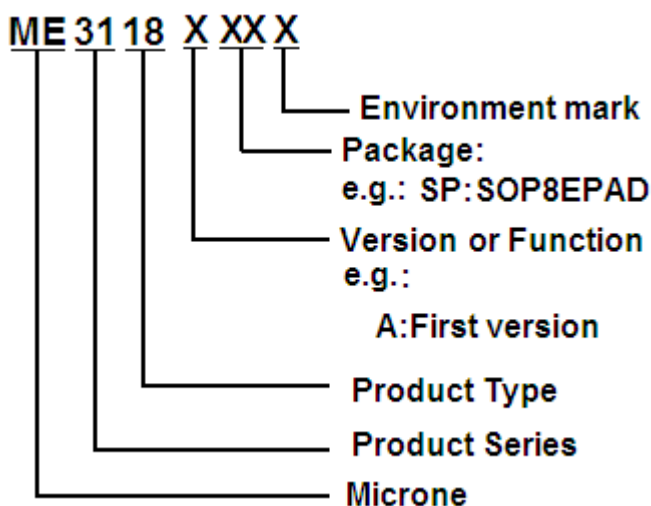 ME 31 18 X XX X
Environment mark
Package:
e.g.: SP:SOP8EPAD
Version or Function
e.g.:
A:First version
Product Type
Product Series
Microne